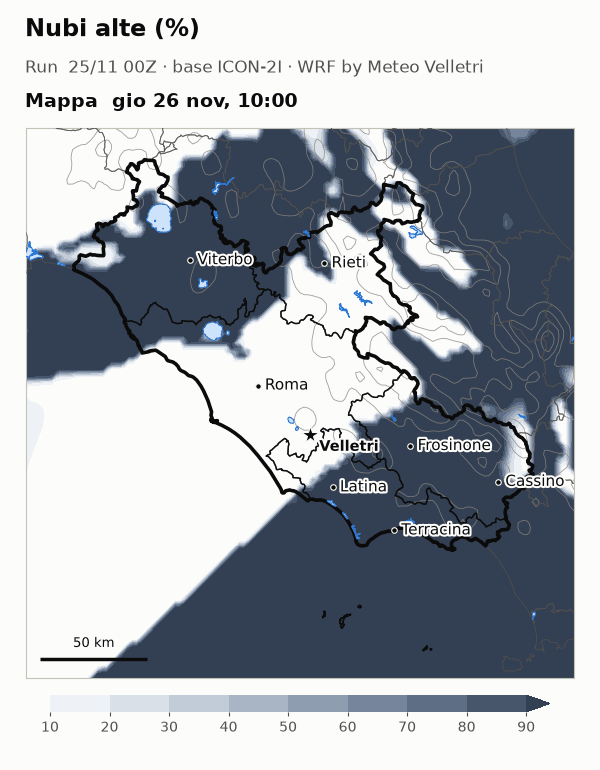 Nubi alte (%)
Run  25/11 00Z · base ICON-2I · WRF by Meteo Velletri
Mappa  gio 26 nov, 10:00
Viterbo
Rieti
Roma
Velletri
Frosinone
Latina
Cassino
Terracina
50 km
10 20 30 40 50 60 70 80 90